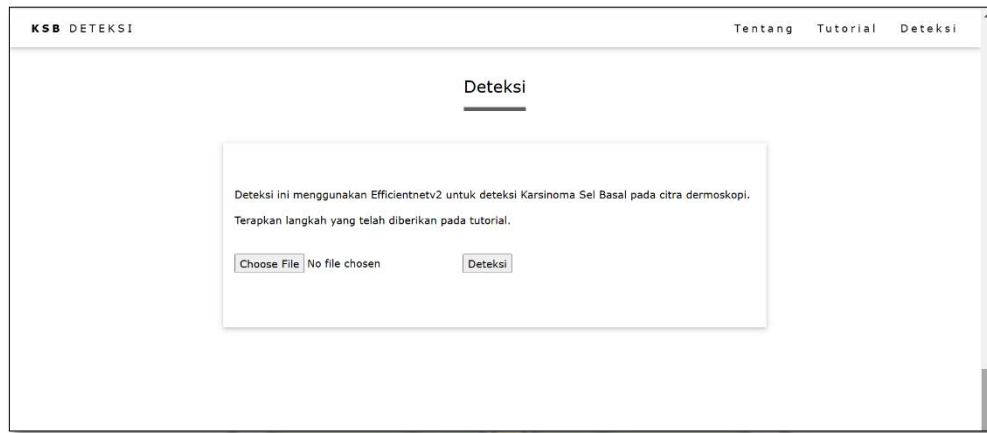 KSB DETEKSI Tentang Tutorial Deteksi
Deteksi
Deteksi ini menggunakan Efficientnetv2 untuk deteksi Karsinoma Sel Basal pada citra dermoskopi.
Terapkan langkah yang telah diberikan pada tutorial.
Choose File No file chosen Deteksi